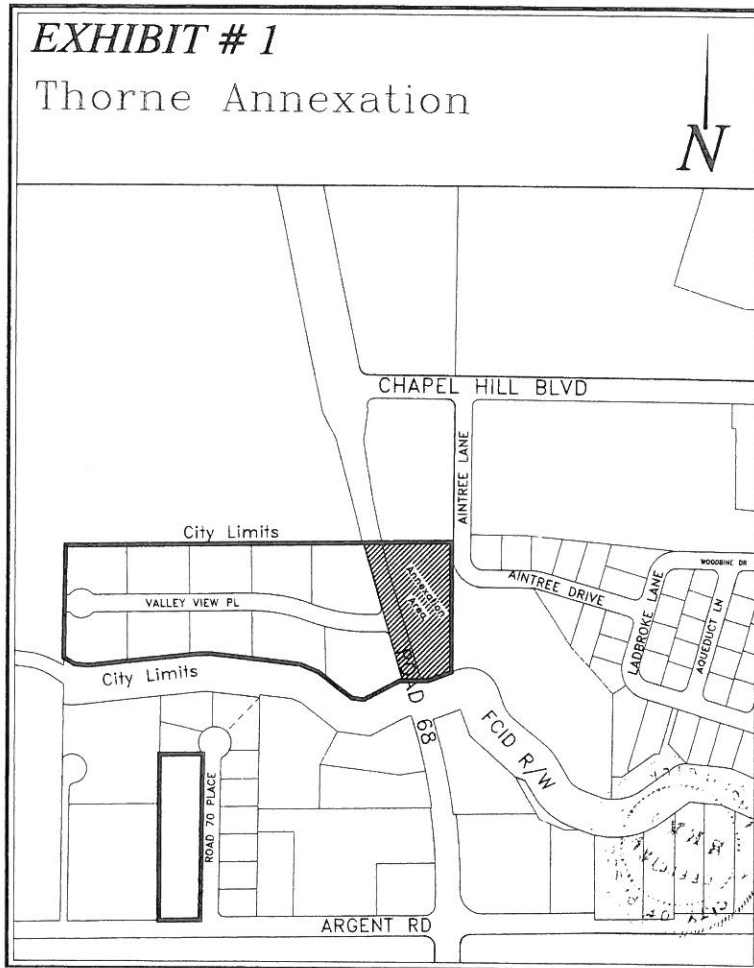 EXHIBIT # 1
Thorne Annexation
N
CHAPEL HILL BLVD
AINTREE LANE
City Limits
Annexation
Area
WOODBINE DR
AINTREE DRIVE
LADBROKE LANE
AQUEDUCT LN
VALLEY VIEW PL
City Limits
ROAD 68
FCID R/W
ROAD 70 PLACE
ARGENT RD